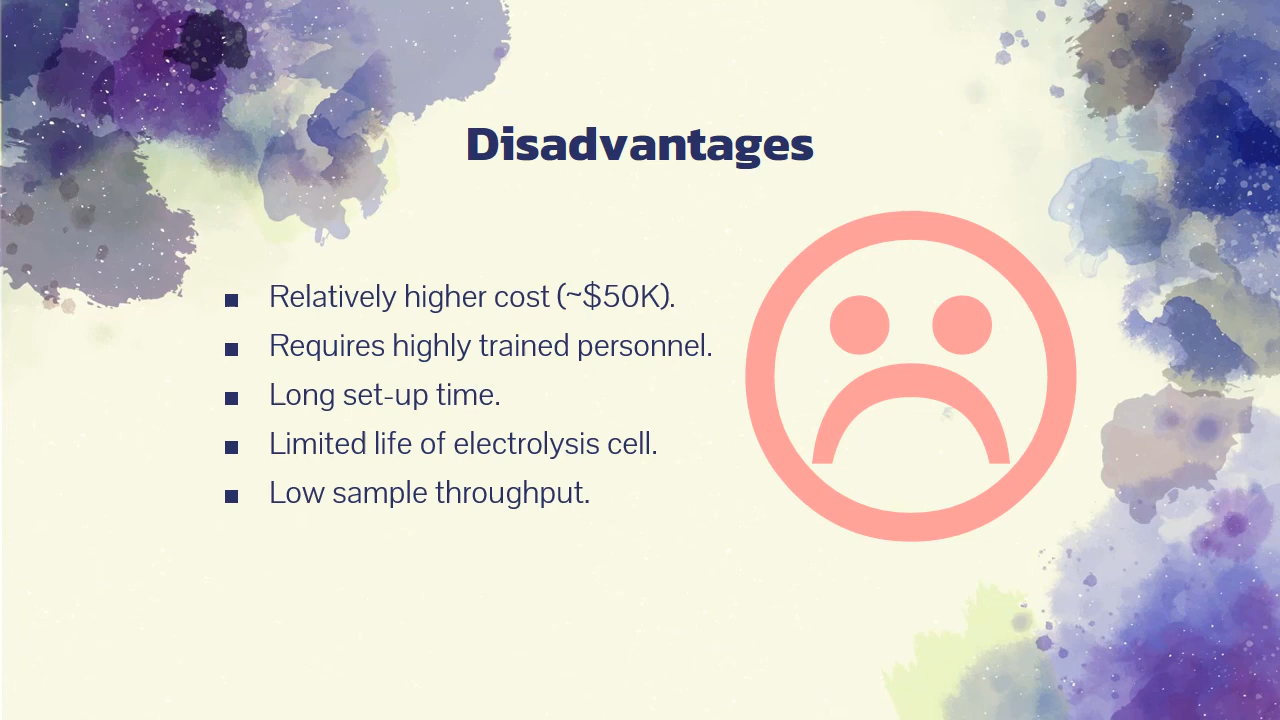 Disadvantages
▪ Relatively higher cost (~$50K).
▪ Requires highly trained personnel.
▪ Long set-up time.
▪ Limited life of electrolysis cell.
▪ Low sample throughput.